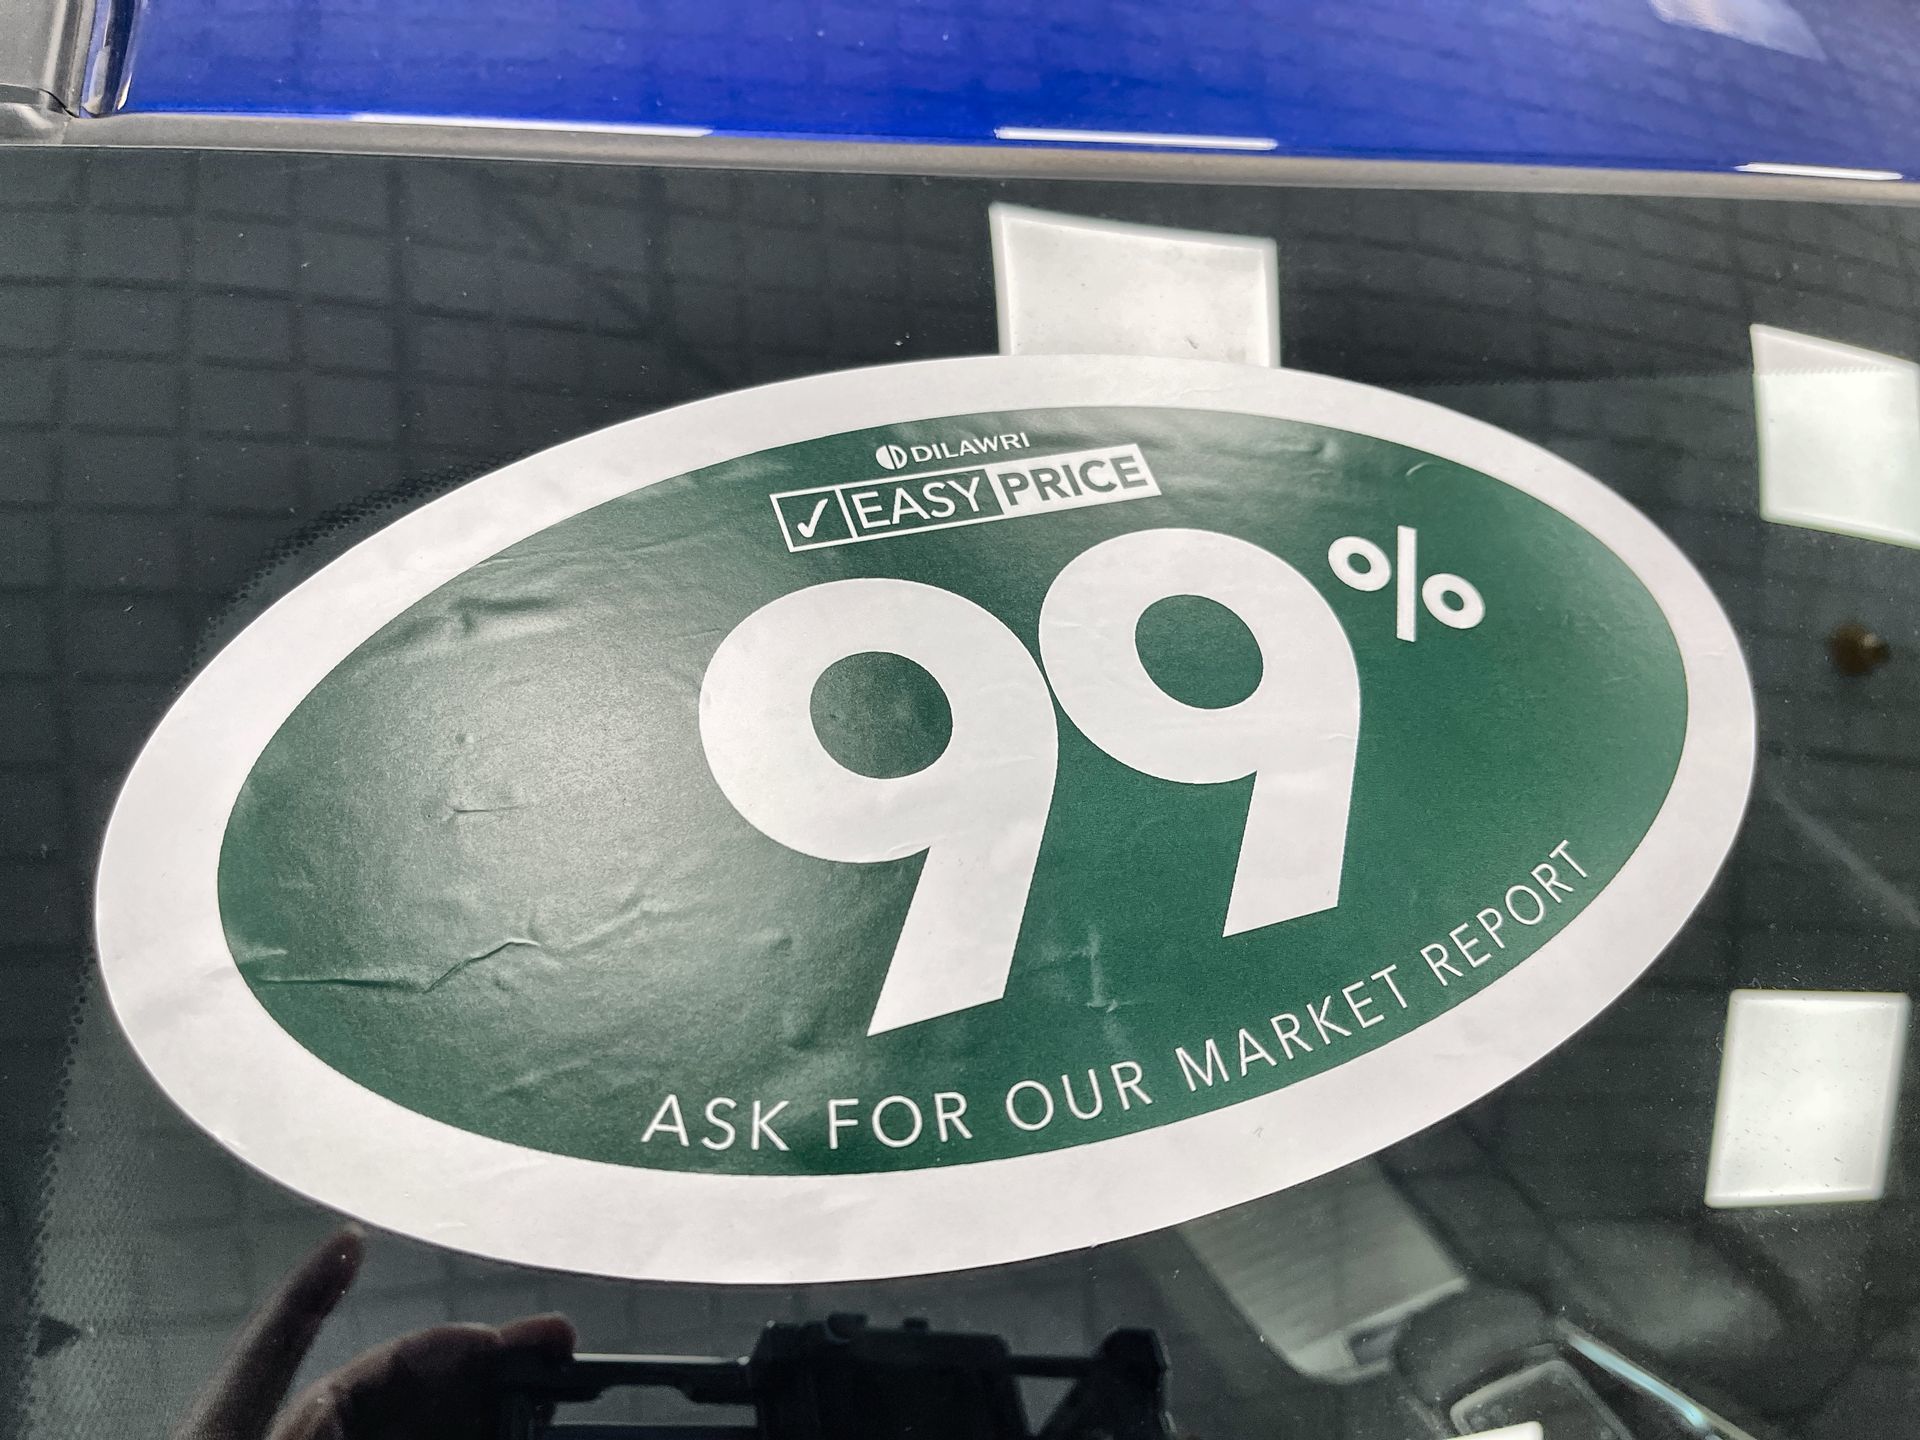 DILAWRI
✓ EASY PRICE
99%
ASK FOR OUR MARKET REPORT